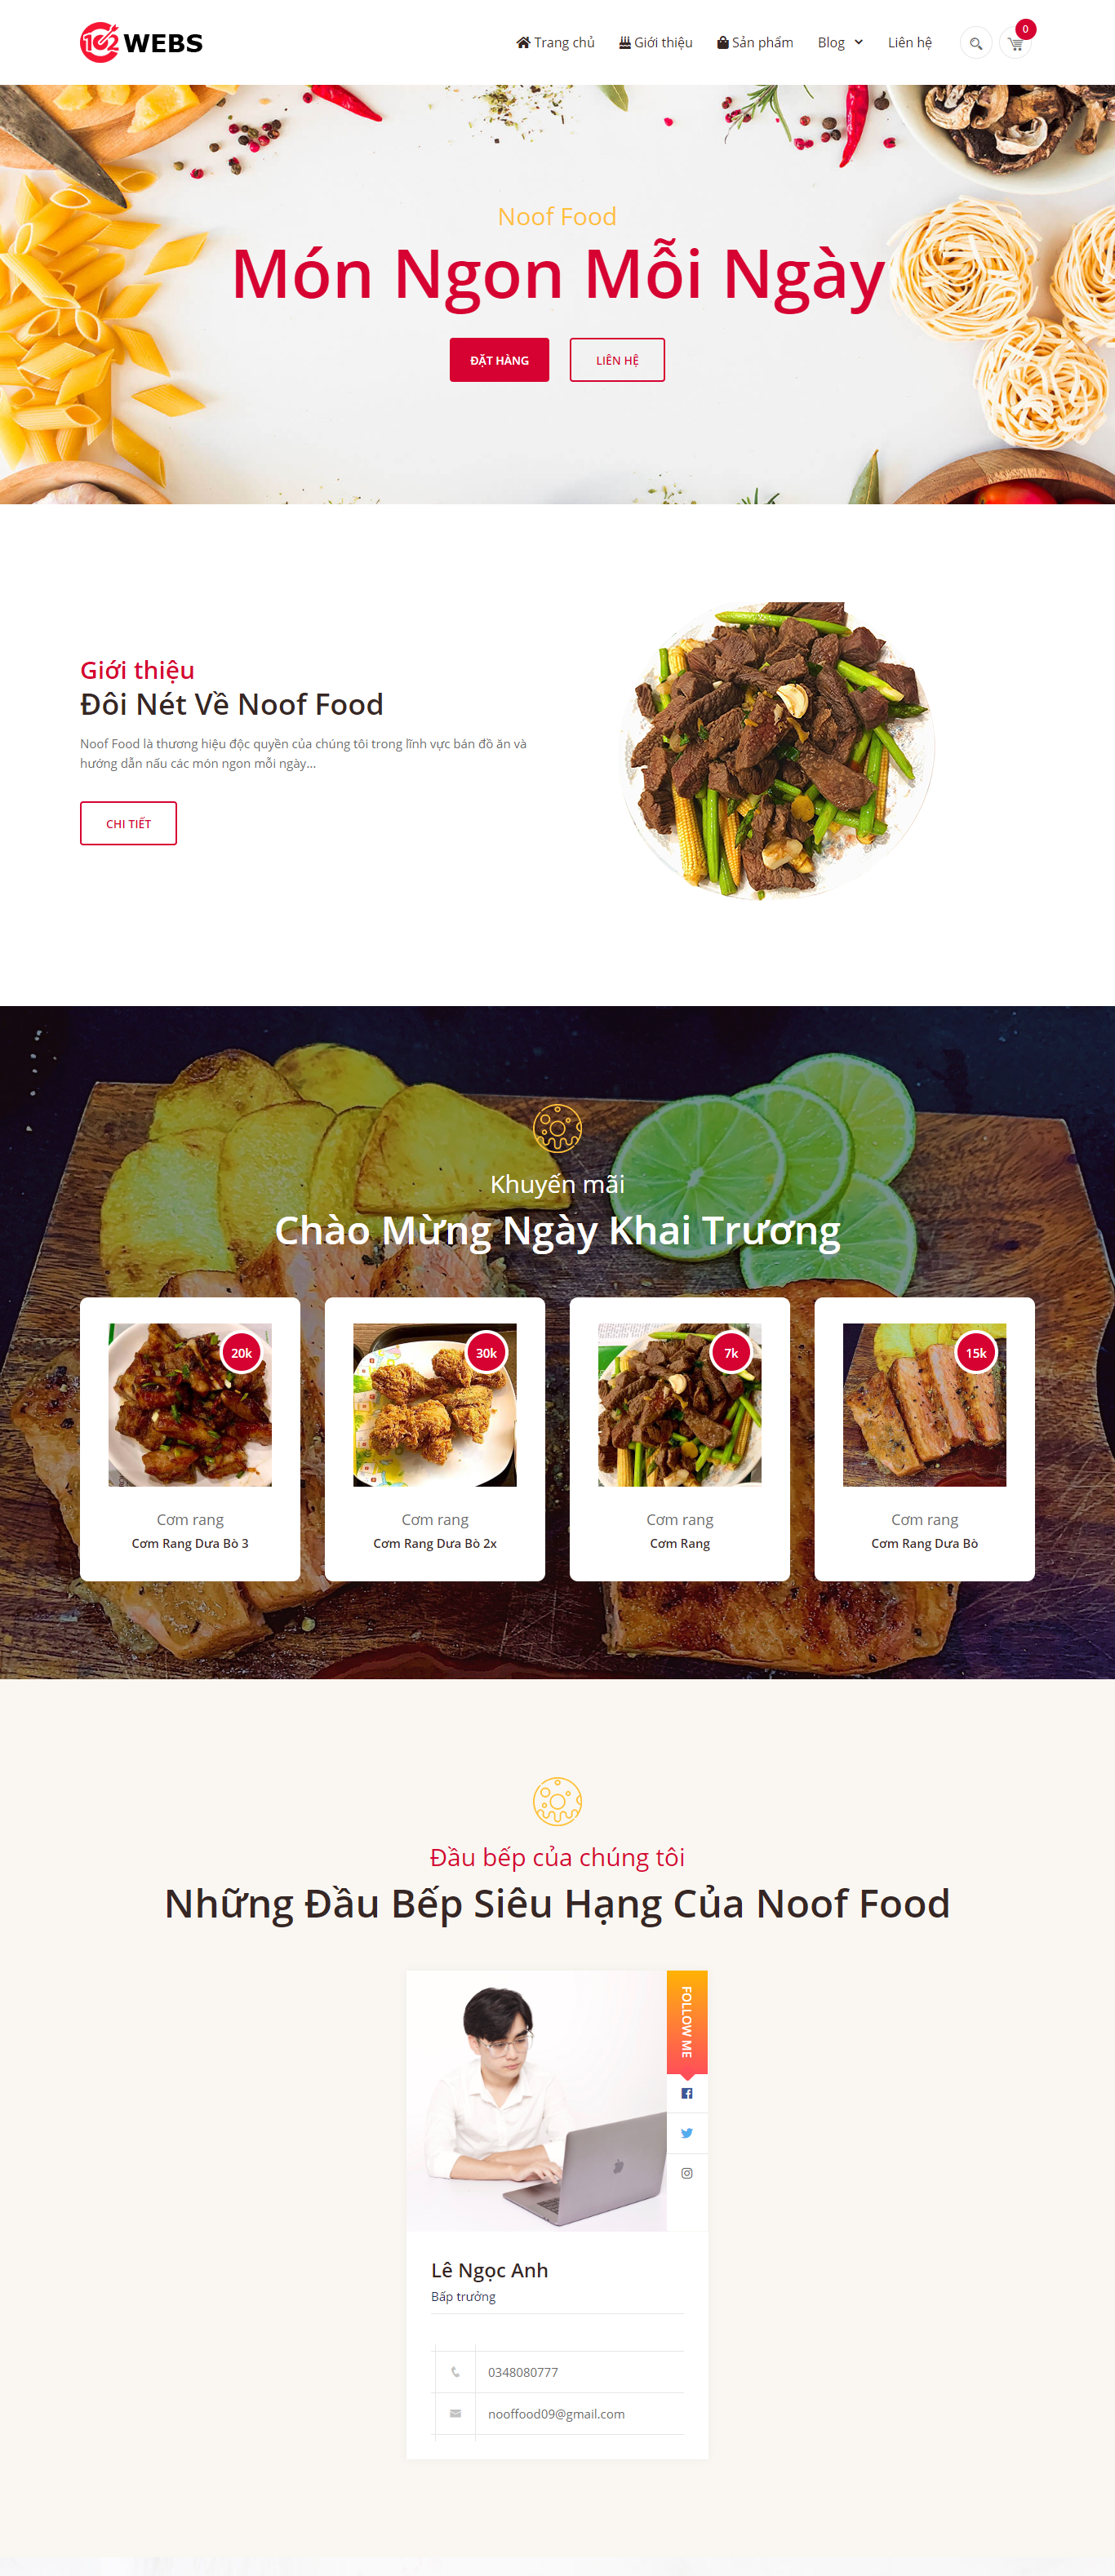 102 WEBS
Trang chủ
Giới thiệu
Sản phẩm
Blog
Liên hệ
0
Noof Food
Món Ngon Mỗi Ngày
ĐẶT HÀNG
LIÊN HỆ
Giới thiệu
Đôi Nét Về Noof Food
Noof Food là thương hiệu độc quyền của chúng tôi trong lĩnh vực bán đồ ăn và
hướng dẫn nấu các món ngon mỗi ngày...
CHI TIẾT
Khuyến mãi
Chào Mừng Ngày Khai Trương
20k
30k
7k
15k
Cơm rang
Cơm rang
Cơm rang
Cơm rang
Cơm Rang Dưa Bò 3
Cơm Rang Dưa Bò 2x
Cơm Rang
Cơm Rang Dưa Bò
Đầu bếp của chúng tôi
Những Đầu Bếp Siêu Hạng Của Noof Food
FOLLOW ME
Lê Ngọc Anh
Bấp trưởng
0348080777
nooffood09@gmail.com